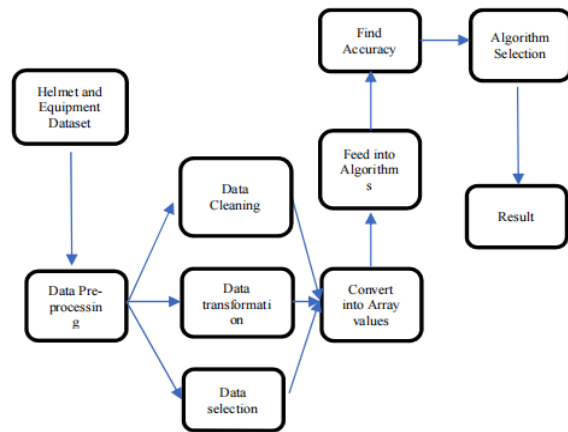 Helmet and
Equipment
Dataset
Data Pre-
processin
g
Data
Cleaning
Data
transformati
on
Data
selection
Convert
into Array
values
Feed into
Algorithm
s
Find
Accuracy
Algorithm
Selection
Result